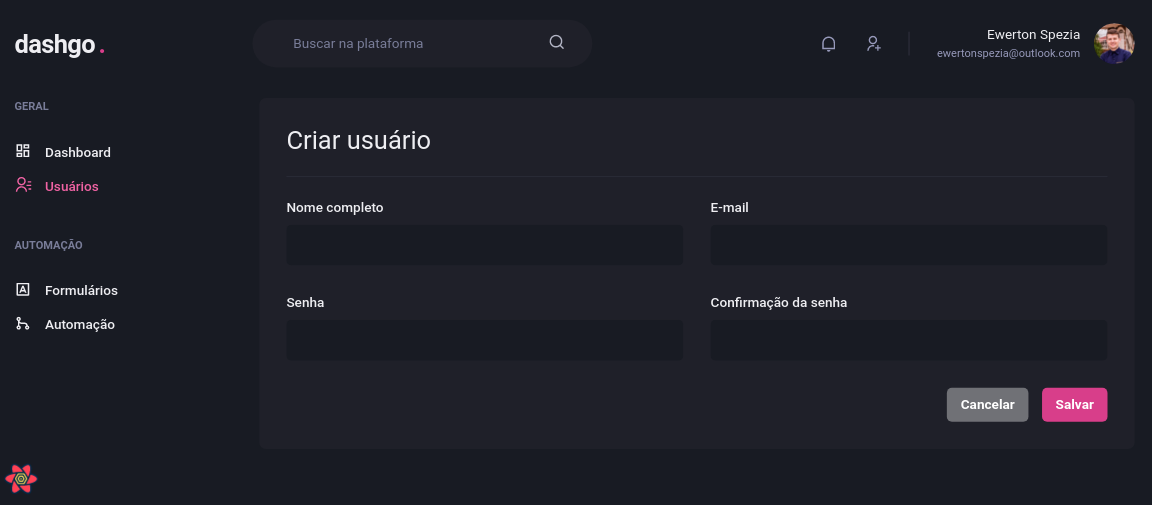 dashgo.
Buscar na plataforma
Ewerton Spezia
ewertonspezia@outlook.com
GERAL
Dashboard
Usuários
AUTOMAÇÃO
Formulários
Automação
Criar usuário
Nome completo
E-mail
Senha
Confirmação da senha
Cancelar
Salvar